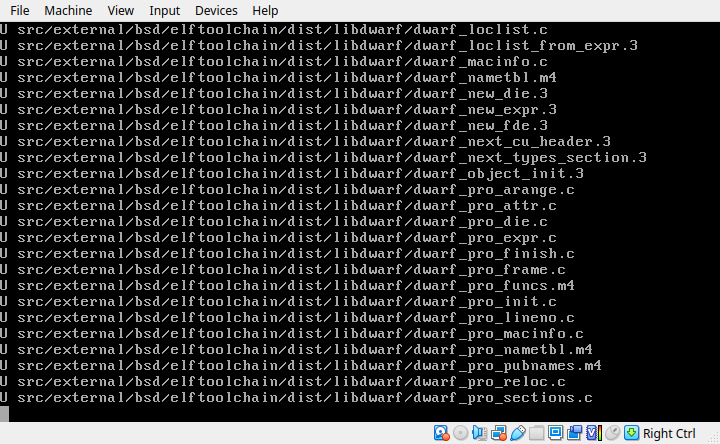 File Machine View Input Devices Help
U src/external/bsd/elftoolchain/dist/libdwarf/dwarf_loclist.c
U src/external/bsd/elftoolchain/dist/libdwarf/dwarf_loclist_from_expr.3
U src/external/bsd/elftoolchain/dist/libdwarf/dwarf_macinfo.c
U src/external/bsd/elftoolchain/dist/libdwarf/dwarf_nametbl.m4
U src/external/bsd/elftoolchain/dist/libdwarf/dwarf_new_die.3
U src/external/bsd/elftoolchain/dist/libdwarf/dwarf_new_expr.3
U src/external/bsd/elftoolchain/dist/libdwarf/dwarf_new_fde.3
U src/external/bsd/elftoolchain/dist/libdwarf/dwarf_next_cu_header.3
U src/external/bsd/elftoolchain/dist/libdwarf/dwarf_next_types_section.3
U src/external/bsd/elftoolchain/dist/libdwarf/dwarf_object_init.3
U src/external/bsd/elftoolchain/dist/libdwarf/dwarf_pro_arange.c
U src/external/bsd/elftoolchain/dist/libdwarf/dwarf_pro_attr.c
U src/external/bsd/elftoolchain/dist/libdwarf/dwarf_pro_die.c
U src/external/bsd/elftoolchain/dist/libdwarf/dwarf_pro_expr.c
U src/external/bsd/elftoolchain/dist/libdwarf/dwarf_pro_finish.c
U src/external/bsd/elftoolchain/dist/libdwarf/dwarf_pro_frame.c
U src/external/bsd/elftoolchain/dist/libdwarf/dwarf_pro_funcs.m4
U src/external/bsd/elftoolchain/dist/libdwarf/dwarf_pro_init.c
U src/external/bsd/elftoolchain/dist/libdwarf/dwarf_pro_lineno.c
U src/external/bsd/elftoolchain/dist/libdwarf/dwarf_pro_macinfo.c
U src/external/bsd/elftoolchain/dist/libdwarf/dwarf_pro_nametbl.m4
U src/external/bsd/elftoolchain/dist/libdwarf/dwarf_pro_pubnames.m4
U src/external/bsd/elftoolchain/dist/libdwarf/dwarf_pro_reloc.c
U src/external/bsd/elftoolchain/dist/libdwarf/dwarf_pro_sections.c
Right Ctrl